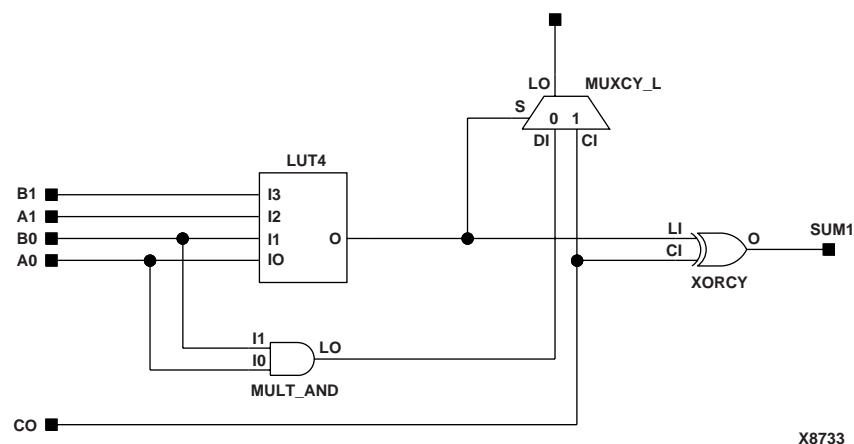 LO
MUXCY_L
S
0 1
DI
CI
LUT4
B1
I3
A1
I2
B0
I1
O
A0
IO
LI
CI
O
SUM1
XORCY
I1
I0
LO
MULT_AND
CO
X8733